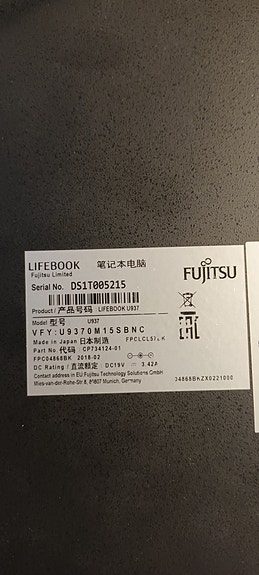 LIFEBOOK 笔记本电脑
Fujitsu Limited
FUJITSU
Serial No. DS1T005215
Product / 产品号码: LIFEBOOK U937
Model 型号 U937
VFY: U9370M15SBNC
Made in Japan 日本制造
Part No. 代码: CP734124-01
FPC04868BK 2018-02
DC Rating / 直流额定: DC19V ⎓ 3.42A
Contact address in EU Fujitsu Technology Solutions GmbH
Mies-van-der-Rohe-Str. 8, 80807 Munich, Germany